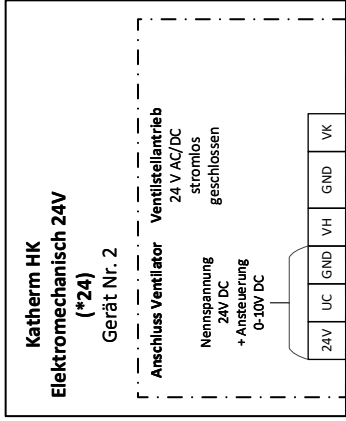 Katherm HK
Elektromechanisch 24V
(*24)
Gerät Nr. 2
Anschluss Ventilator
Nennspannung
24V DC
+ Ansteuerung
0-10V DC
Ventilstellantrieb
24 V AC/DC
stromlos
geschlossen
24V
UC
GND
VH
GND
VK